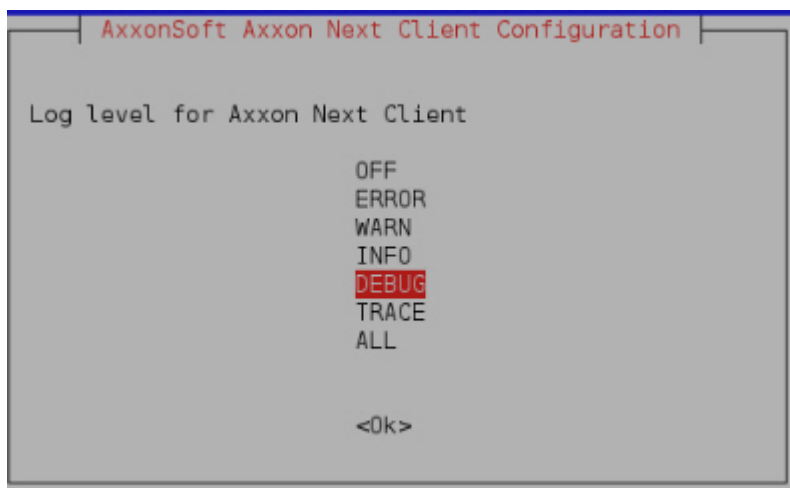 AxxonSoft Axxon Next Client Configuration
Log level for Axxon Next Client
OFF
ERROR
WARN
INFO
DEBUG
TRACE
ALL
<Ok>